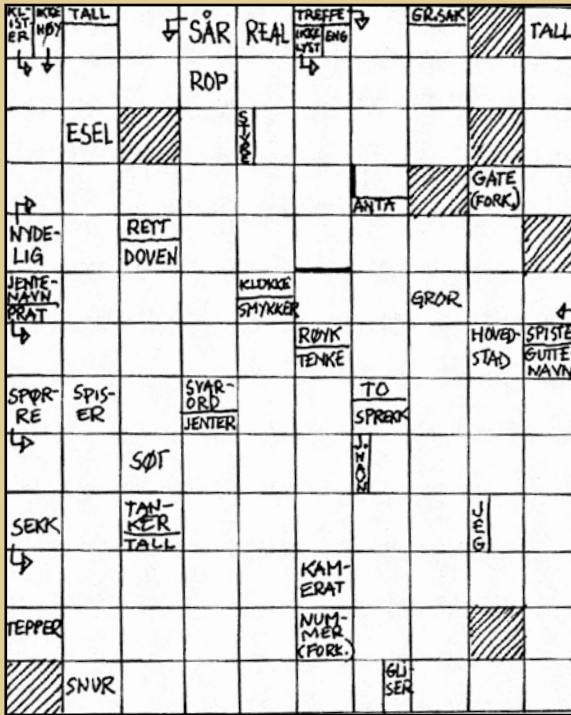 KL-
IST-
ER
IKKE
HØY
TALL
SÅR
REAL
TREFFE
IKKE
LYST
ENG
GR.SAK
TALL
ROP
ESEL
ANTA
GATE
(FORK.)
NYDE-
LIG
RETT
DOVEN
JENTE-
NAVN
PRAT
KLOKKE
SMYKKER
GROR
RØYK
TENKE
HOVED-
STAD
SPISTE
GUTTE
NAVN
SPØR-
RE
SPIS-
ER
SVAR-
ORD
JENTER
TO
SPREKK
SØT
J.
NAVN
SEKK
TAN-
KER
TALL
JEG
KAM-
ERAT
TEPPER
NUM-
MER
(FORK.)
SNUR
GLI-
SER